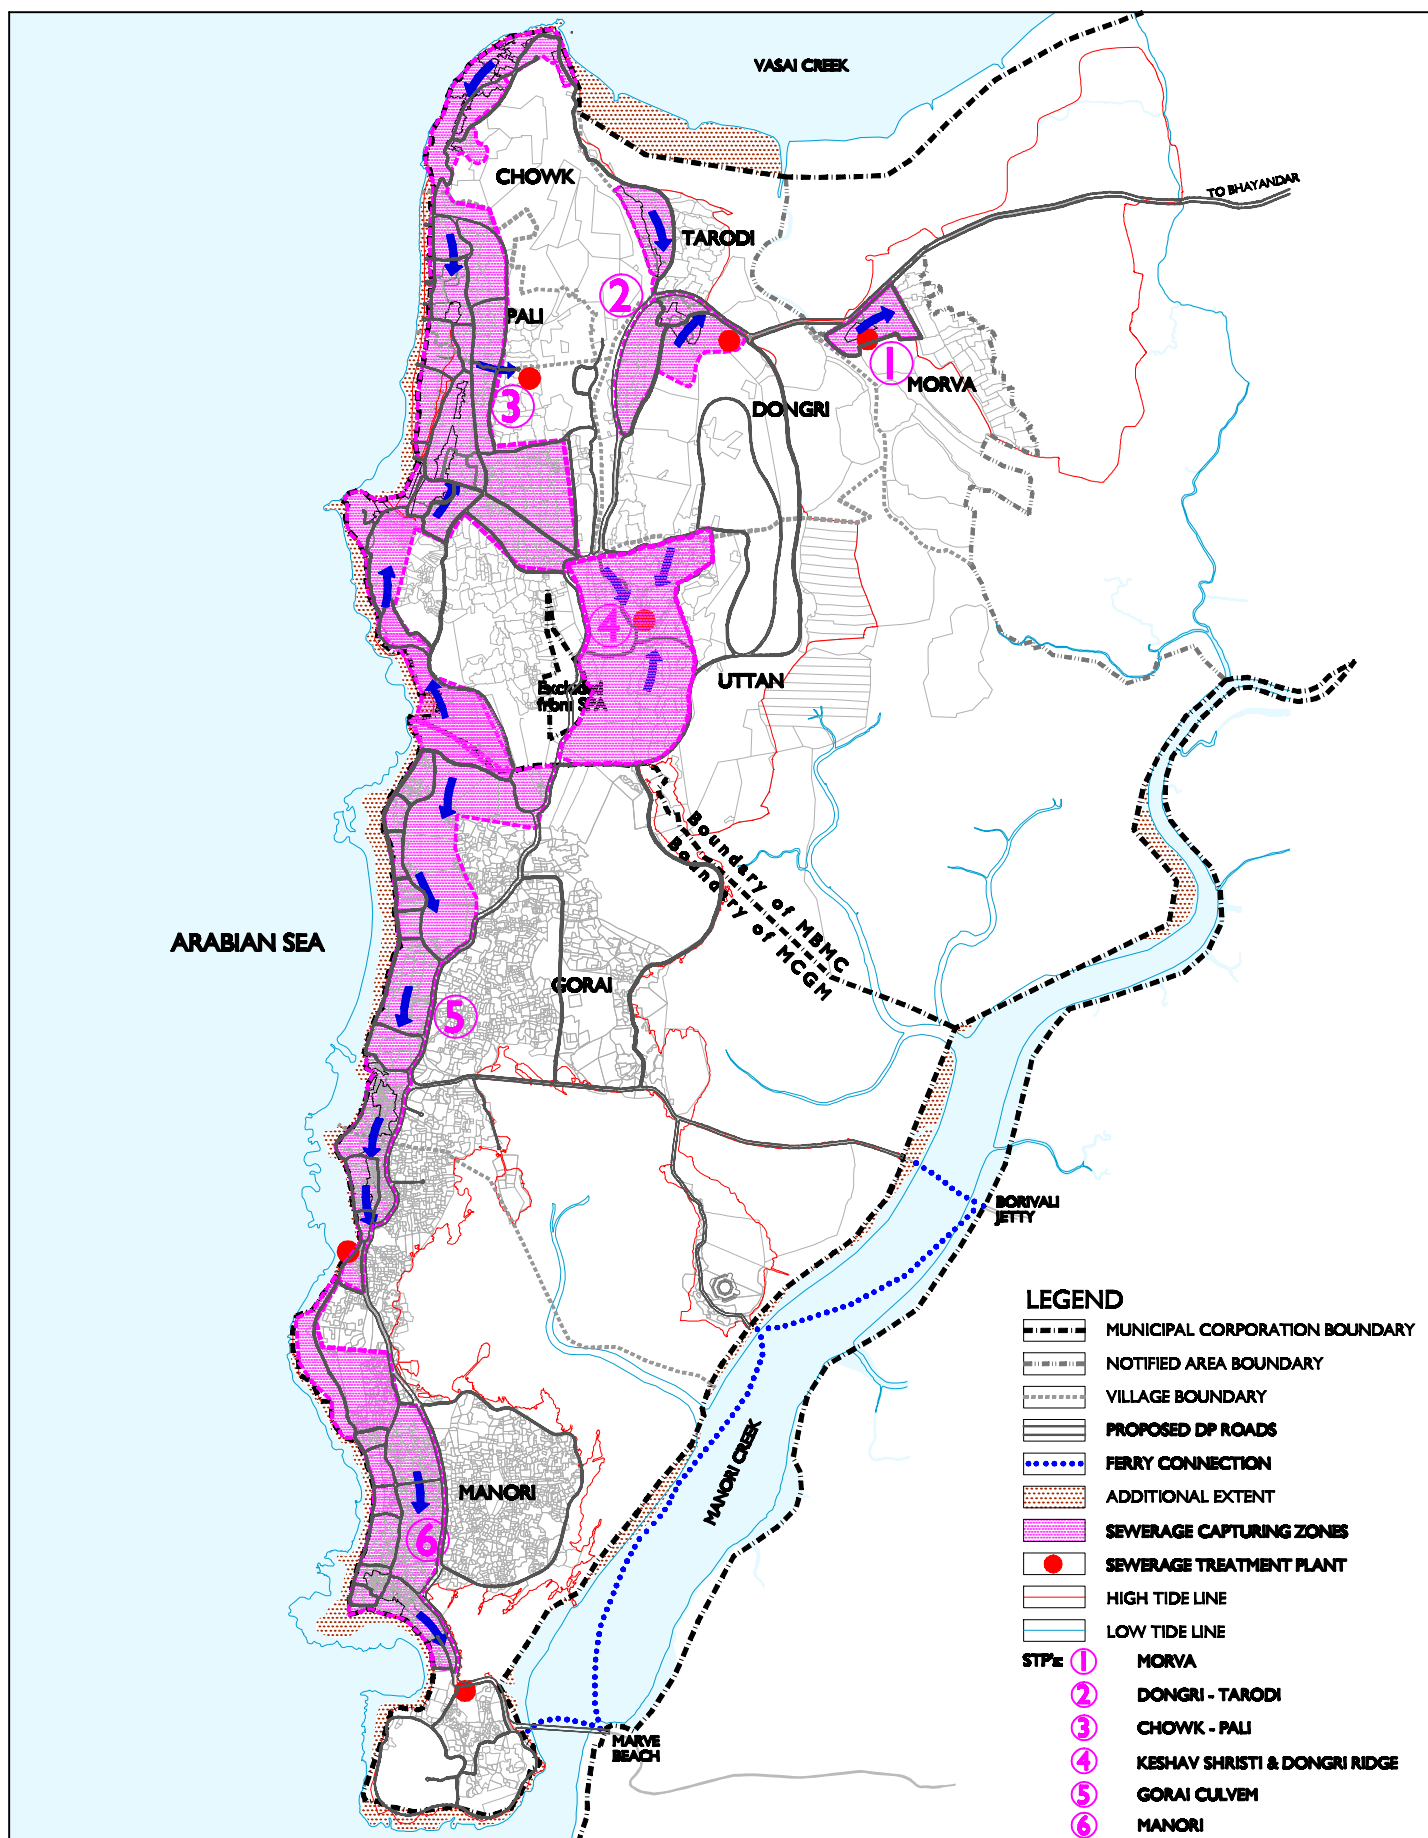 VASAI CREEK
TO BHAYANDAR
CHOWK
TARODI
2
PALI
1
3
MORVA
DONGRI
4
UTTAN
from SPA
Boundary of MBMC
Boundary of MCGM
ARABIAN SEA
GORAI
5
BORIVALI
JETTY
MANORI CREEK
MANORI
6
MARVE
BEACH
LEGEND
MUNICIPAL CORPORATION BOUNDARY
NOTIFIED AREA BOUNDARY
VILLAGE BOUNDARY
PROPOSED DP ROADS
FERRY CONNECTION
ADDITIONAL EXTENT
SEWERAGE CAPTURING ZONES
SEWERAGE TREATMENT PLANT
HIGH TIDE LINE
LOW TIDE LINE
STP's: 1 MORVA
2 DONGRI - TARODI
3 CHOWK - PALI
4 KESHAV SHRISTI & DONGRI RIDGE
5 GORAI CULVEM
6 MANORI